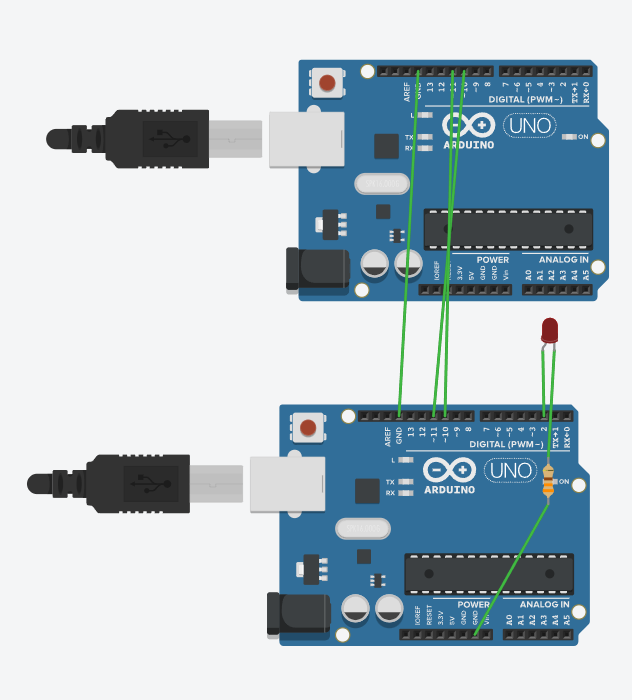 AREF
GND
13
12
~11
~10
~9
8
7
~6
~5
4
~3
2
TX→1
RX←0
DIGITAL (PWM~)
L
TX
RX
UNO
ARDUINO
ON
POWER
ANALOG IN
IOREF
3.3V
5V
GND
GND
Vin
A0
A1
A2
A3
A4
A5
AREF
GND
13
12
~11
~10
~9
8
7
~6
~5
4
~3
2
TX→1
RX←0
DIGITAL (PWM~)
L
TX
RX
UNO
ARDUINO
ON
POWER
ANALOG IN
IOREF
RESET
3.3V
5V
GND
GND
Vin
A0
A1
A2
A3
A4
A5